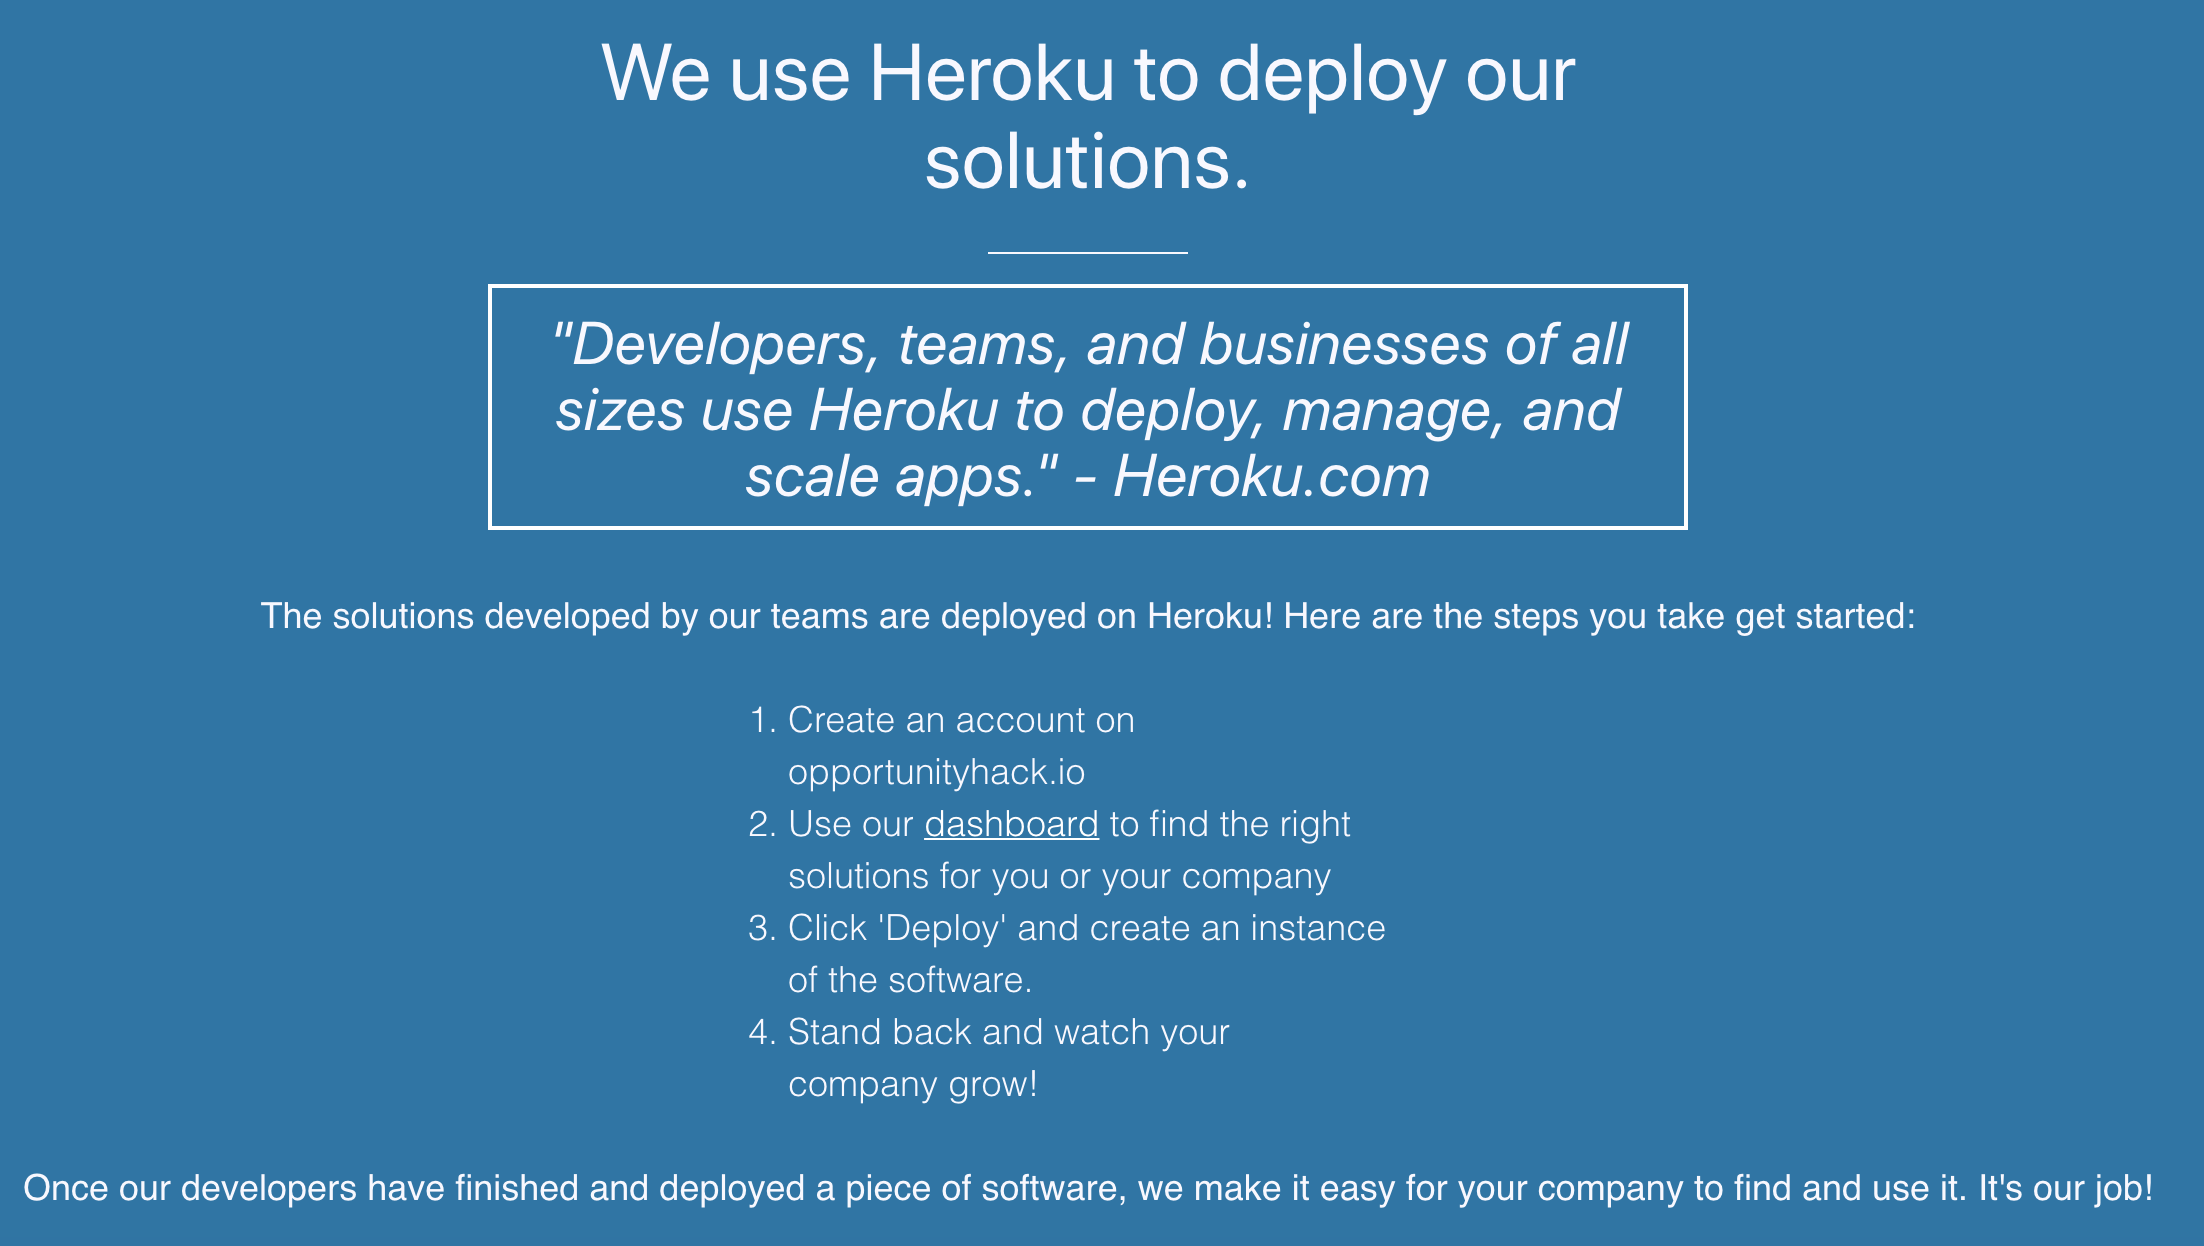 We use Heroku to deploy our
solutions.
"Developers, teams, and businesses of all
sizes use Heroku to deploy, manage, and
scale apps." - Heroku.com
The solutions developed by our teams are deployed on Heroku! Here are the steps you take get started:
1. Create an account on
opportunityhack.io
2. Use our dashboard to find the right
solutions for you or your company
3. Click 'Deploy' and create an instance
of the software.
4. Stand back and watch your
company grow!
Once our developers have finished and deployed a piece of software, we make it easy for your company to find and use it. It's our job!